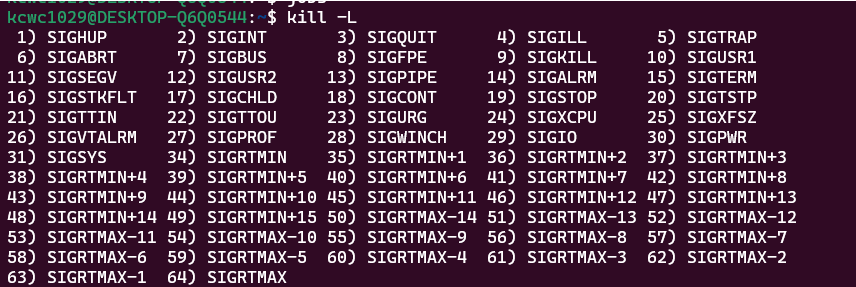 kcwc1029@DESKTOP-Q6Q0544:~$ kill -L
 1) SIGHUP       2) SIGINT       3) SIGQUIT      4) SIGILL       5) SIGTRAP
 6) SIGABRT      7) SIGBUS       8) SIGFPE       9) SIGKILL     10) SIGUSR1
11) SIGSEGV     12) SIGUSR2     13) SIGPIPE     14) SIGALRM     15) SIGTERM
16) SIGSTKFLT   17) SIGCHLD     18) SIGCONT     19) SIGSTOP     20) SIGTSTP
21) SIGTTIN     22) SIGTTOU     23) SIGURG      24) SIGXCPU     25) SIGXFSZ
26) SIGVTALRM   27) SIGPROF     28) SIGWINCH    29) SIGIO       30) SIGPWR
31) SIGSYS      34) SIGRTMIN    35) SIGRTMIN+1  36) SIGRTMIN+2  37) SIGRTMIN+3
38) SIGRTMIN+4  39) SIGRTMIN+5  40) SIGRTMIN+6  41) SIGRTMIN+7  42) SIGRTMIN+8
43) SIGRTMIN+9  44) SIGRTMIN+10 45) SIGRTMIN+11 46) SIGRTMIN+12 47) SIGRTMIN+13
48) SIGRTMIN+14 49) SIGRTMIN+15 50) SIGRTMAX-14 51) SIGRTMAX-13 52) SIGRTMAX-12
53) SIGRTMAX-11 54) SIGRTMAX-10 55) SIGRTMAX-9  56) SIGRTMAX-8  57) SIGRTMAX-7
58) SIGRTMAX-6  59) SIGRTMAX-5  60) SIGRTMAX-4  61) SIGRTMAX-3  62) SIGRTMAX-2
63) SIGRTMAX-1  64) SIGRTMAX